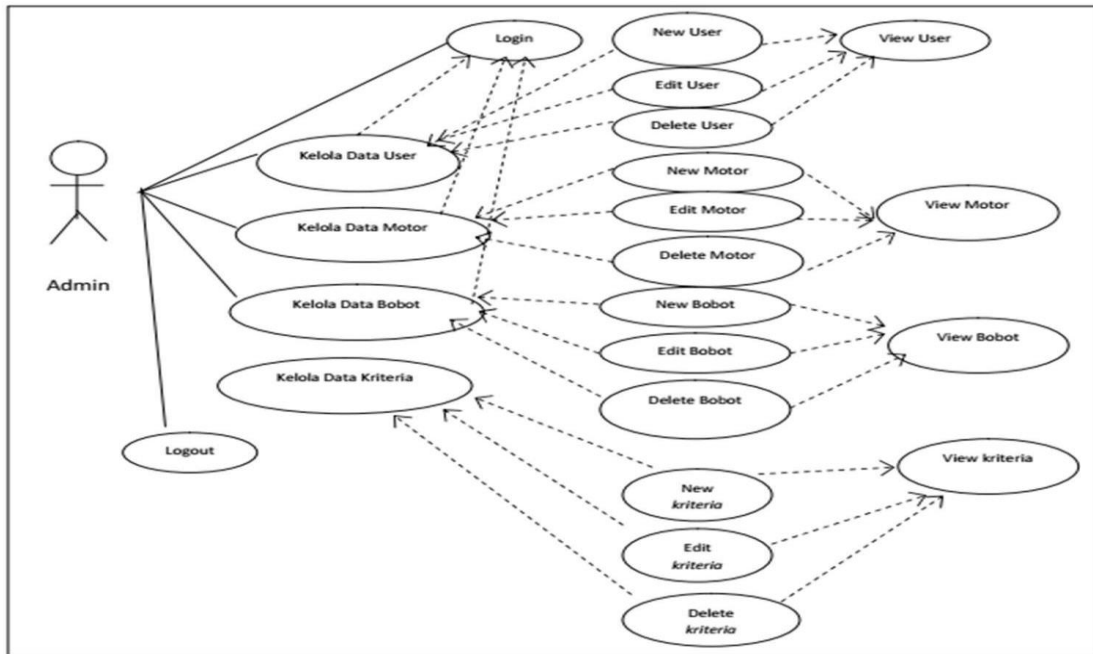 Login
New User
View User
Edit User
Delete User
Kelola Data User
New Motor
Edit Motor
View Motor
Kelola Data Motor
Delete Motor
Admin
Kelola Data Bobot
New Bobot
Edit Bobot
View Bobot
Kelola Data Kriteria
Delete Bobot
Logout
View kriteria
New
kriteria
Edit
kriteria
Delete
kriteria